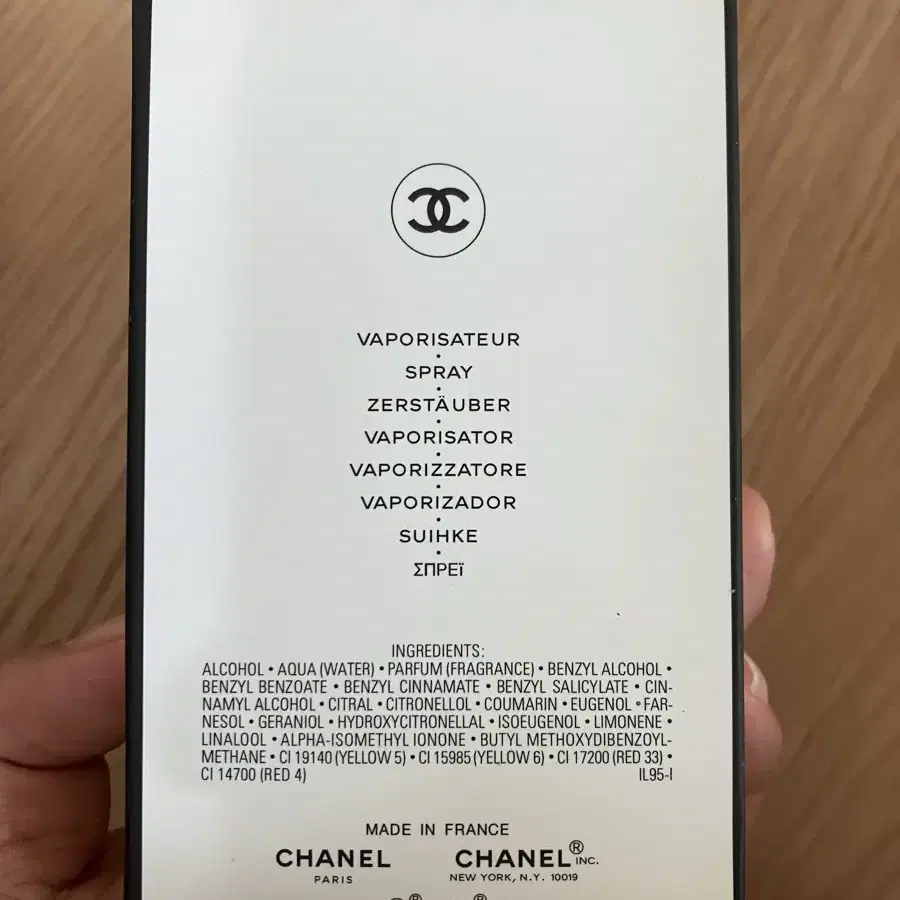 VAPORISATEUR
•
SPRAY
•
ZERSTÄUBER
•
VAPORISATOR
•
VAPORIZZATORE
•
VAPORIZADOR
•
SUIHKE
•
ΣΠΡΕϊ
INGREDIENTS:
ALCOHOL • AQUA (WATER) • PARFUM (FRAGRANCE) • BENZYL ALCOHOL •
BENZYL BENZOATE • BENZYL CINNAMATE • BENZYL SALICYLATE • CIN-
NAMYL ALCOHOL • CITRAL • CITRONELLOL • COUMARIN • EUGENOL • FAR-
NESOL • GERANIOL • HYDROXYCITRONELLAL • ISOEUGENOL • LIMONENE •
LINALOOL • ALPHA-ISOMETHYL IONONE • BUTYL METHOXYDIBENZOYL-
METHANE • CI 19140 (YELLOW 5) • CI 15985 (YELLOW 6) • CI 17200 (RED 33) •
CI 14700 (RED 4) IL95-I
MADE IN FRANCE
CHANEL CHANEL® INC.
PARIS NEW YORK, N.Y. 10019